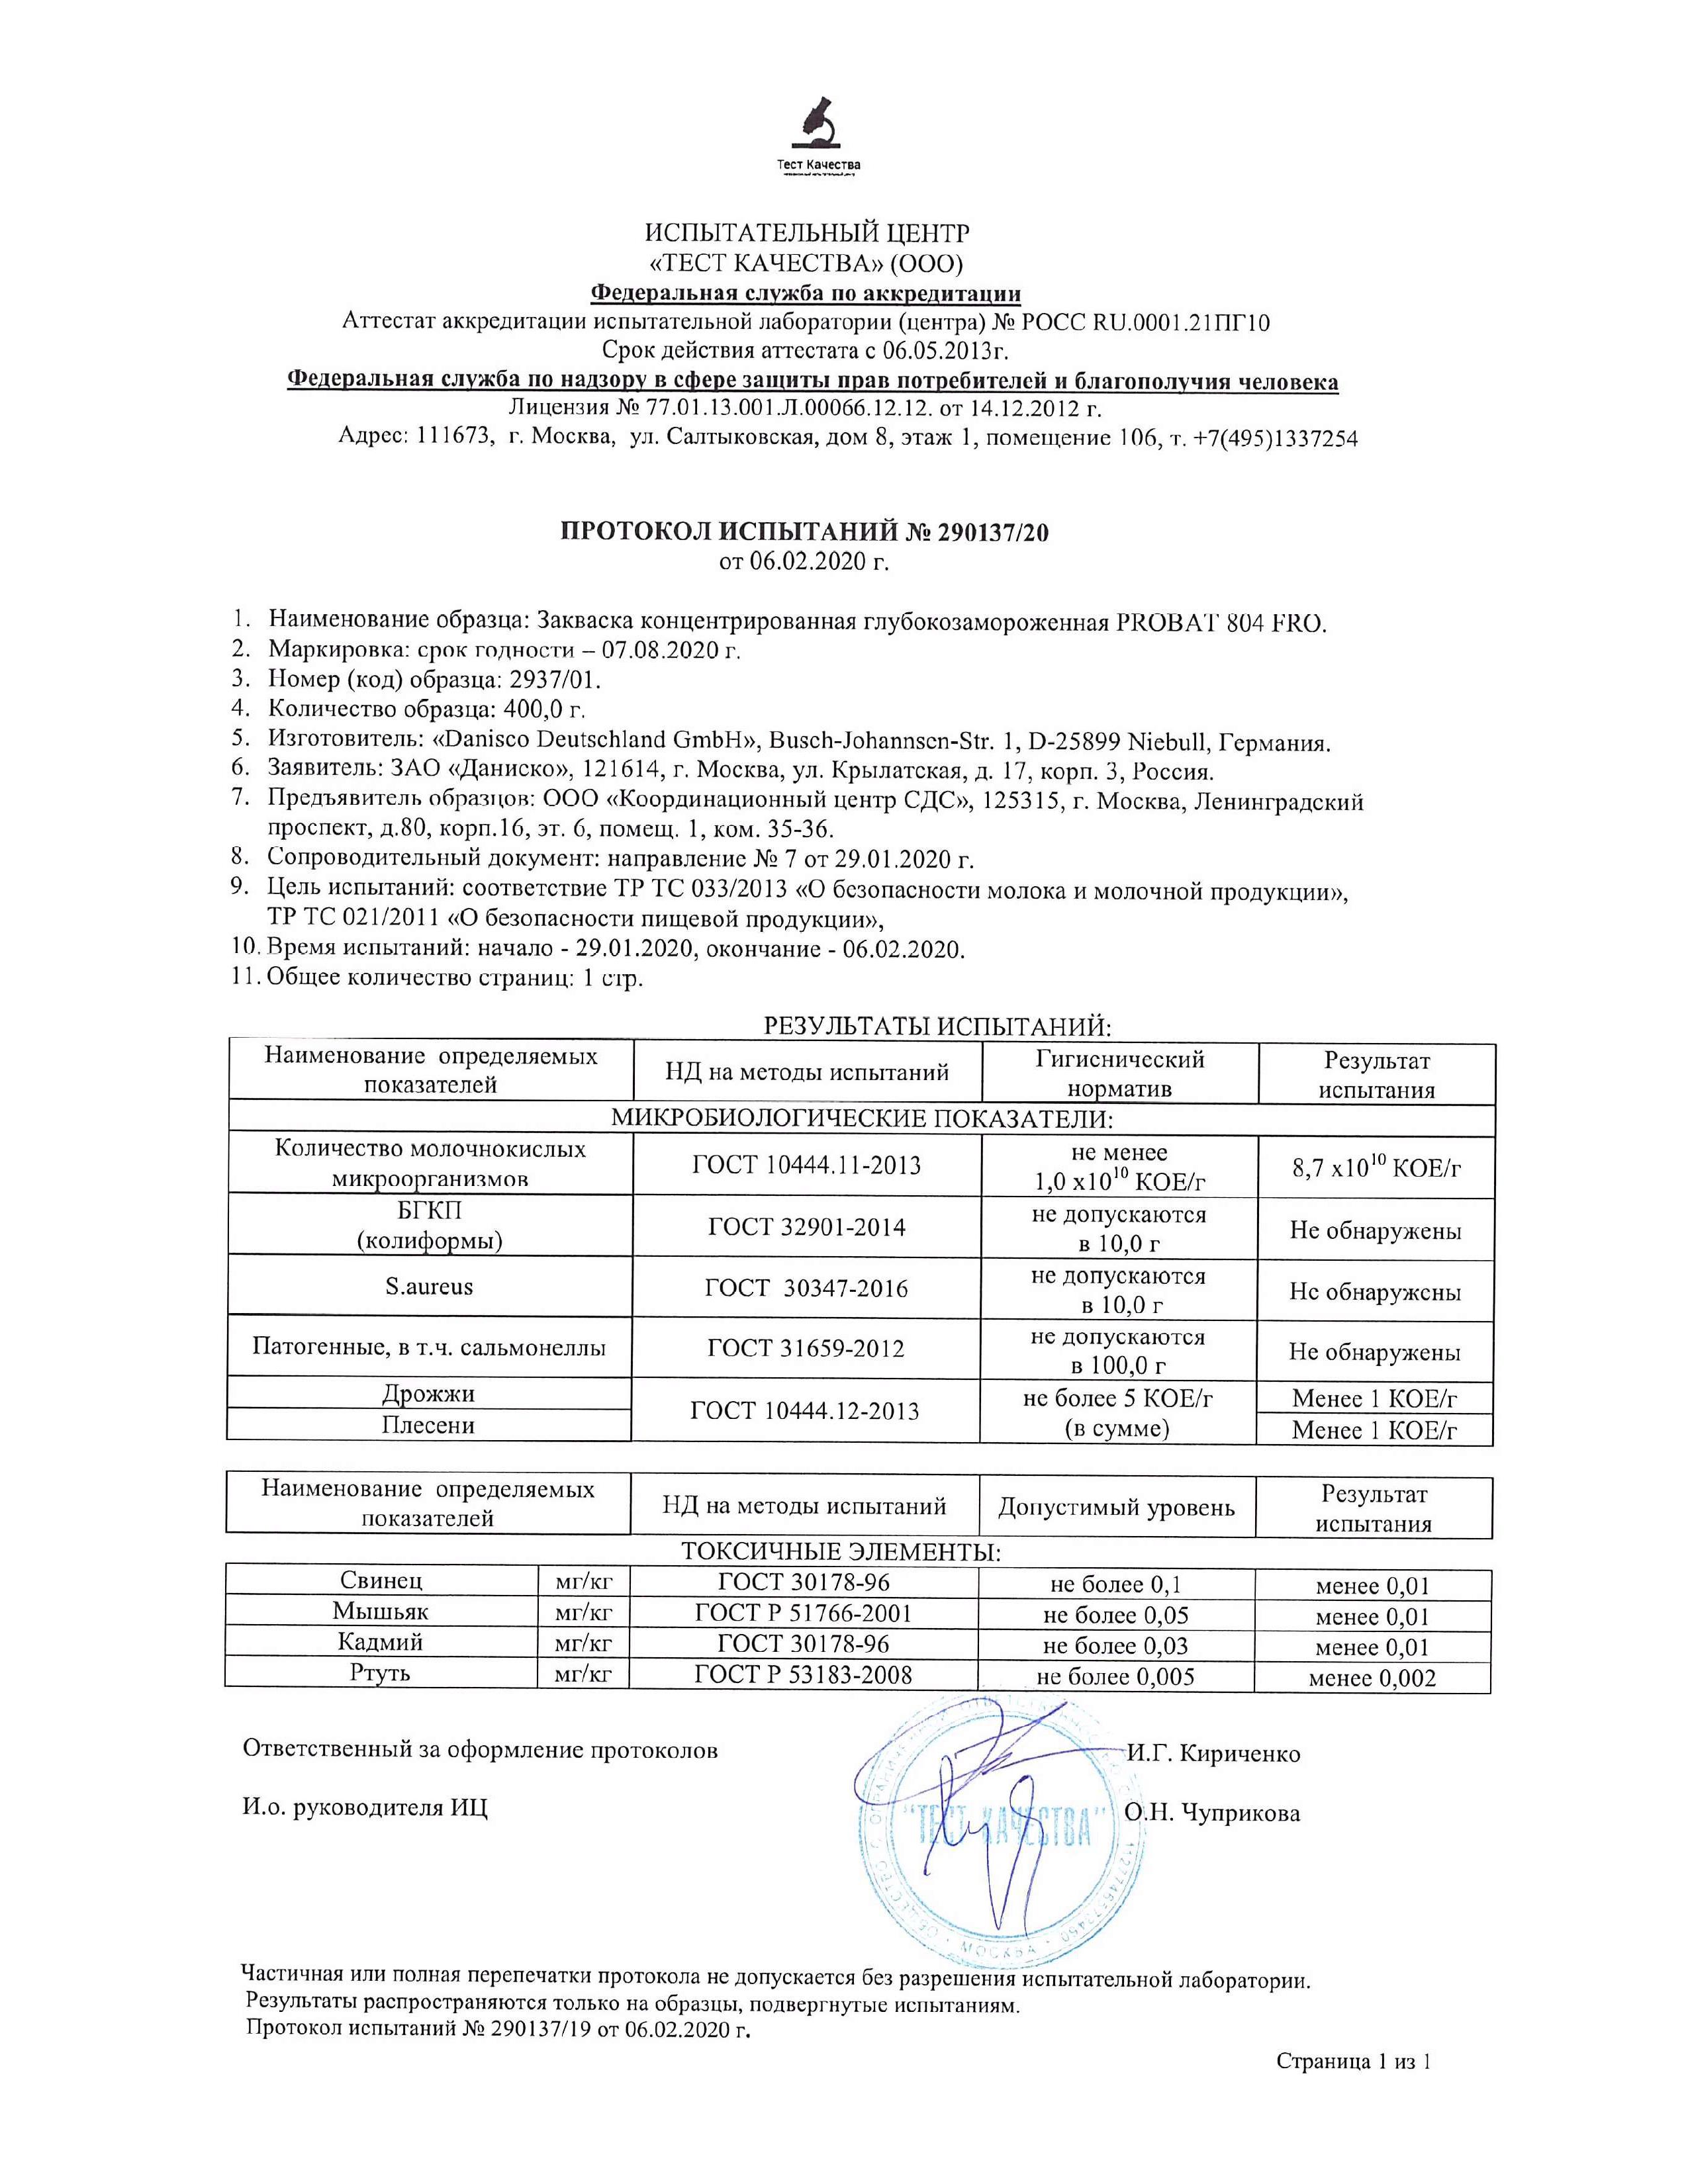 Тест Качества
ИСПЫТАТЕЛЬНЫЙ ЦЕНТР
«ТЕСТ КАЧЕСТВА» (ООО)
Федеральная служба по аккредитации
Аттестат аккредитации испытательной лаборатории (центра) № РОСС RU.0001.21ПГ10
Срок действия аттестата с 06.05.2013г.
Федеральная служба по надзору в сфере защиты прав потребителей и благополучия человека
Лицензия № 77.01.13.001.Л.00066.12.12. от 14.12.2012 г.
Адрес: 111673, г. Москва, ул. Салтыковская, дом 8, этаж 1, помещение 106, т. +7(495)1337254
ПРОТОКОЛ ИСПЫТАНИЙ № 290137/20
от 06.02.2020 г.
1. Наименование образца: Закваска концентрированная глубокозамороженная PROBAT 804 FRO.
2. Маркировка: срок годности – 07.08.2020 г.
3. Номер (код) образца: 2937/01.
4. Количество образца: 400,0 г.
5. Изготовитель: «Danisco Deutschland GmbH», Busch-Johannsen-Str. 1, D-25899 Niebull, Германия.
6. Заявитель: ЗАО «Даниско», 121614, г. Москва, ул. Крылатская, д. 17, корп. 3, Россия.
7. Предъявитель образцов: ООО «Координационный центр СДС», 125315, г. Москва, Ленинградский
проспект, д.80, корп.16, эт. 6, помещ. 1, ком. 35-36.
8. Сопроводительный документ: направление № 7 от 29.01.2020 г.
9. Цель испытаний: соответствие ТР ТС 033/2013 «О безопасности молока и молочной продукции»,
ТР ТС 021/2011 «О безопасности пищевой продукции»,
10. Время испытаний: начало - 29.01.2020, окончание - 06.02.2020.
11. Общее количество страниц: 1 стр.
РЕЗУЛЬТАТЫ ИСПЫТАНИЙ:
Наименование определяемых показателей НД на методы испытаний Гигиенический норматив Результат испытания
МИКРОБИОЛОГИЧЕСКИЕ ПОКАЗАТЕЛИ:
Количество молочнокислых микроорганизмов ГОСТ 10444.11-2013 не менее 1,0 х10¹⁰ КОЕ/г 8,7 х10¹⁰ КОЕ/г
БГКП (колиформы) ГОСТ 32901-2014 не допускаются в 10,0 г Не обнаружены
S.aureus ГОСТ 30347-2016 не допускаются в 10,0 г Не обнаружены
Патогенные, в т.ч. сальмонеллы ГОСТ 31659-2012 не допускаются в 100,0 г Не обнаружены
Дрожжи ГОСТ 10444.12-2013 не более 5 КОЕ/г (в сумме) Менее 1 КОЕ/г
Плесени Менее 1 КОЕ/г
Наименование определяемых показателей НД на методы испытаний Допустимый уровень Результат испытания
ТОКСИЧНЫЕ ЭЛЕМЕНТЫ:
Свинец мг/кг ГОСТ 30178-96 не более 0,1 менее 0,01
Мышьяк мг/кг ГОСТ Р 51766-2001 не более 0,05 менее 0,01
Кадмий мг/кг ГОСТ 30178-96 не более 0,03 менее 0,01
Ртуть мг/кг ГОСТ Р 53183-2008 не более 0,005 менее 0,002
Ответственный за оформление протоколов И.Г. Кириченко
И.о. руководителя ИЦ О.Н. Чуприкова
"ТЕСТ КАЧЕСТВА"
МОСКВА
Частичная или полная перепечатки протокола не допускается без разрешения испытательной лаборатории.
Результаты распространяются только на образцы, подвергнутые испытаниям.
Протокол испытаний № 290137/19 от 06.02.2020 г.
Страница 1 из 1